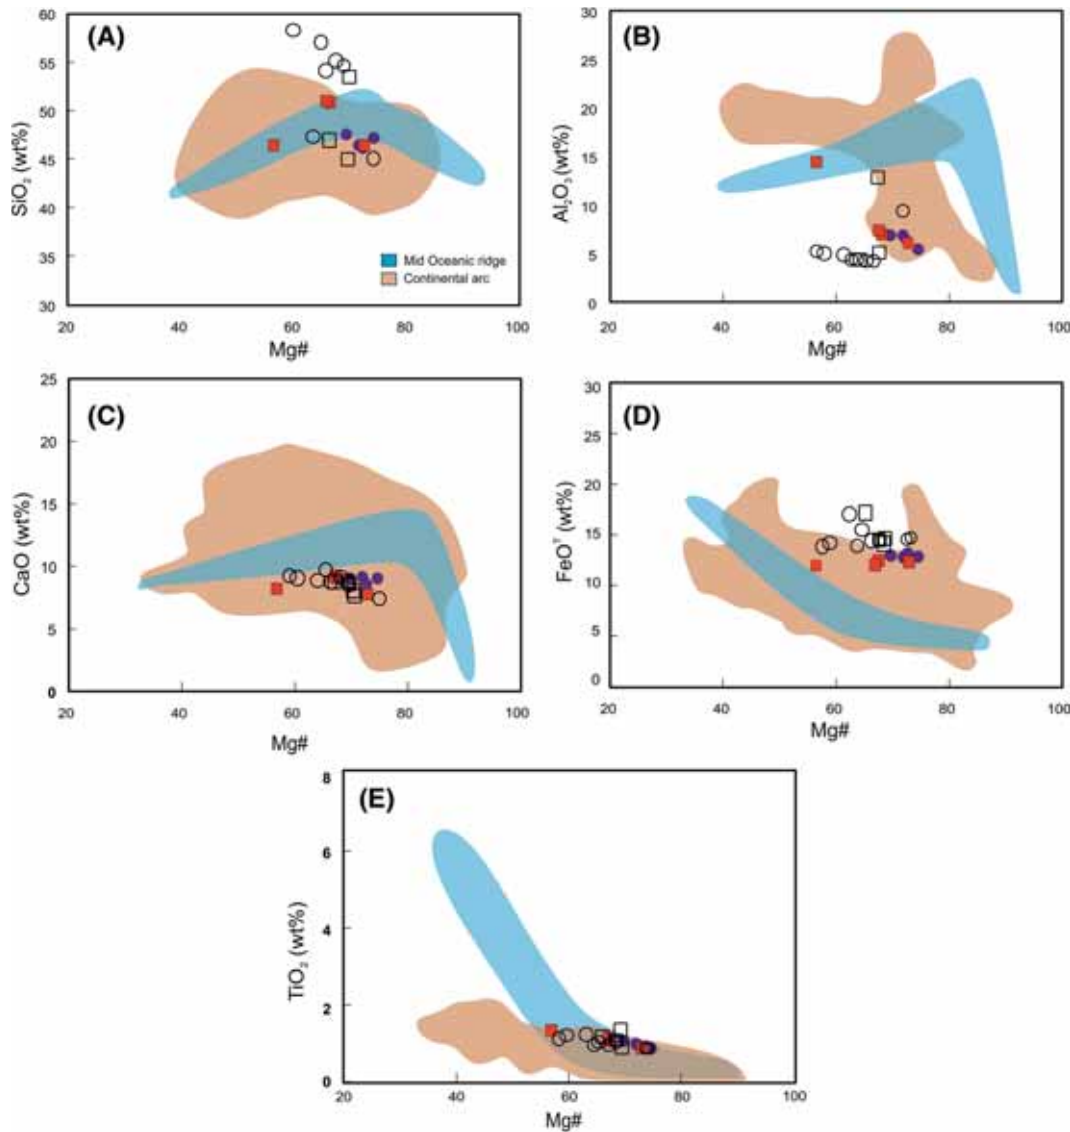 (A)
60
55
50
45
40
35
30
SiO₂ (wt%)
Mid Oceanic ridge
Continental arc
20 40 60 80 100
Mg#
(B)
30
25
20
15
10
5
0
Al₂O₃ (wt%)
20 40 60 80 100
Mg#
(C)
25
20
15
10
5
0
CaO (wt%)
20 40 60 80 100
Mg#
(D)
30
25
20
15
10
5
0
FeOᵀ (wt%)
20 40 60 80 100
Mg#
(E)
8
6
4
2
0
TiO₂ (wt%)
20 40 60 80 100
Mg#